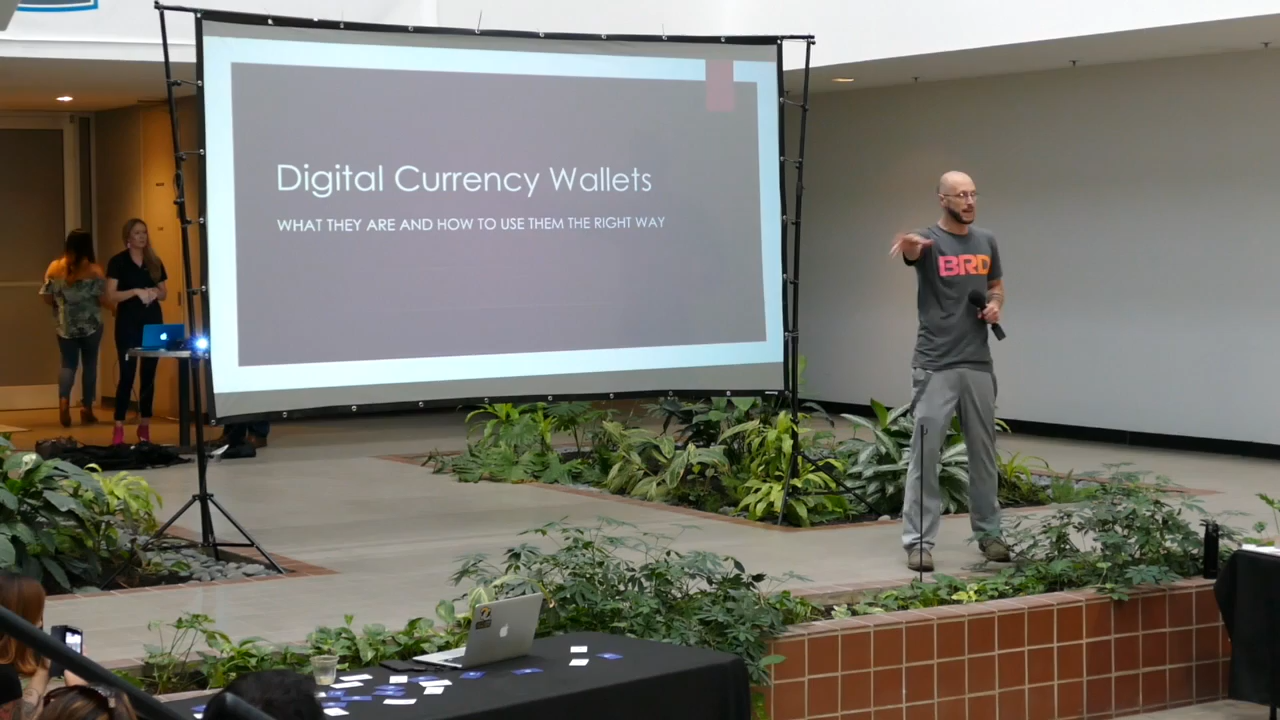 Digital Currency Wallets
WHAT THEY ARE AND HOW TO USE THEM THE RIGHT WAY
BRD